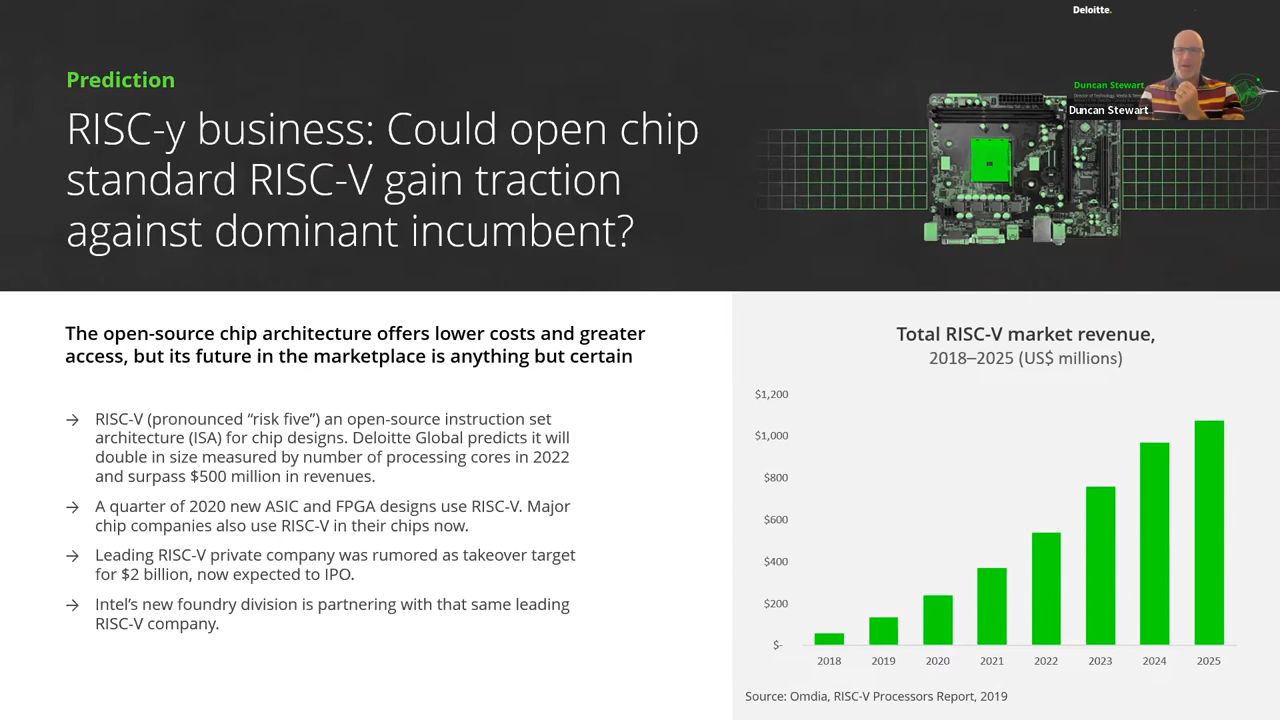 Deloitte.
Prediction
RISC-y business: Could open chip
standard RISC-V gain traction
against dominant incumbent?
Duncan Stewart
Duncan Stewart
The open-source chip architecture offers lower costs and greater
access, but its future in the marketplace is anything but certain
→ RISC-V (pronounced “risk five”) an open-source instruction set
architecture (ISA) for chip designs. Deloitte Global predicts it will
double in size measured by number of processing cores in 2022
and surpass $500 million in revenues.
→ A quarter of 2020 new ASIC and FPGA designs use RISC-V. Major
chip companies also use RISC-V in their chips now.
→ Leading RISC-V private company was rumored as takeover target
for $2 billion, now expected to IPO.
→ Intel’s new foundry division is partnering with that same leading
RISC-V company.
Total RISC-V market revenue,
2018–2025 (US$ millions)
$1,200
$1,000
$800
$600
$400
$200
$-
2018 2019 2020 2021 2022 2023 2024 2025
Source: Omdia, RISC-V Processors Report, 2019